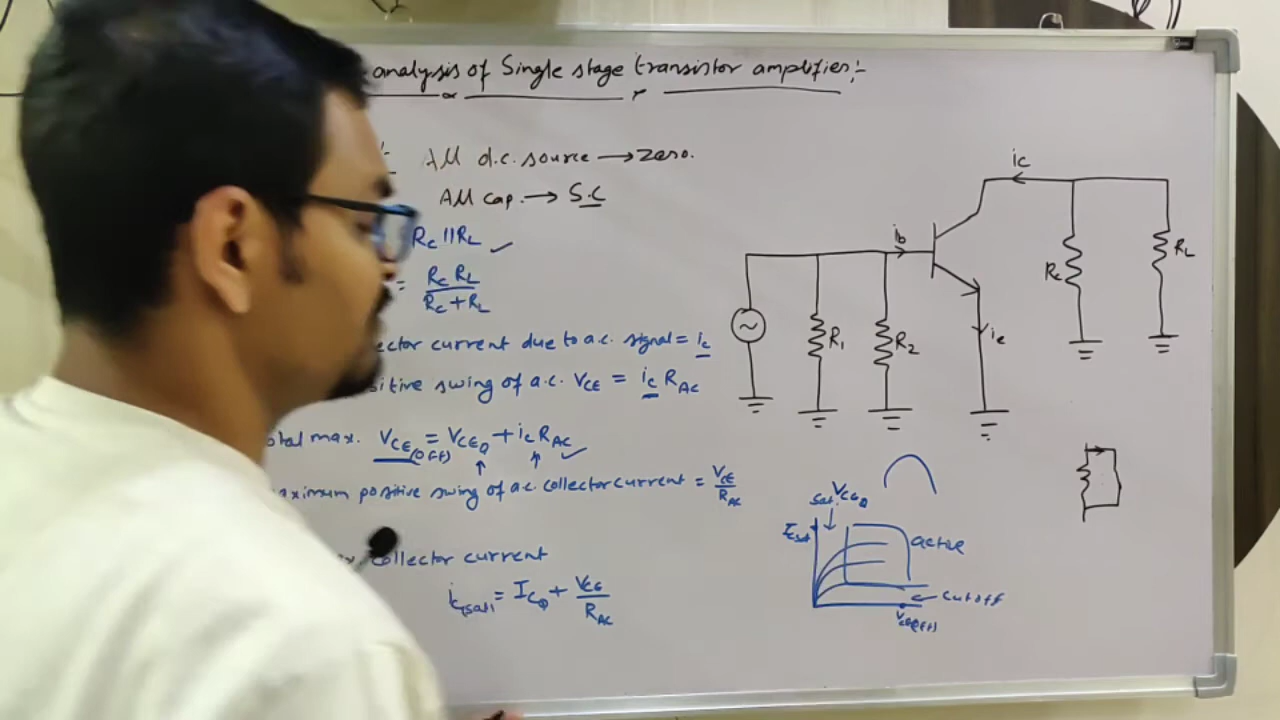 analysis of Single stage transistor amplifier:-
All d.c. source → Zero.
All cap. → S.C
RC || RL ✓
= RC RL / RC + RL
ector current due to a.c. signal = ic
sitive swing of a.c. VCE = ic RAC
otal max. VCE(off) = VCEQ + ic RAC ✓
aximum positive swing of a.c. collector current = VCE / RAC
x. collector current
ic(sat) = ICQ + VCE / RAC
ic
ib
RC
RL
R1
R2
ie
Sat.
VCEQ
active
cut off
VCE(off)